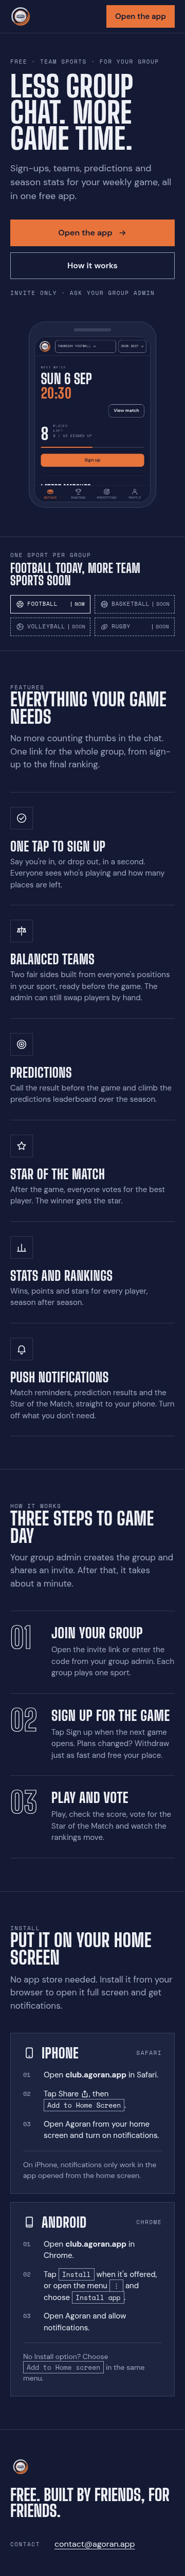 Open the app
FREE · TEAM SPORTS · FOR YOUR GROUP
LESS GROUP
CHAT. MORE
GAME TIME.
Sign-ups, teams, predictions and
season stats for your weekly game, all
in one free app.
Open the app →
How it works
INVITE ONLY · ASK YOUR GROUP ADMIN
SUN 6 SEP
20:30
View match
8
Sign up
ONE SPORT PER GROUP
FOOTBALL TODAY, MORE TEAM
SPORTS SOON
FOOTBALL | NOW
BASKETBALL | SOON
VOLLEYBALL | SOON
RUGBY | SOON
FEATURES
EVERYTHING YOUR GAME
NEEDS
No more counting thumbs in the chat.
One link for the whole group, from sign-
up to the final ranking.
ONE TAP TO SIGN UP
Say you're in, or drop out, in a second.
Everyone sees who's playing and how many
places are left.
BALANCED TEAMS
Two fair sides built from everyone's positions
in your sport, ready before the game. The
admin can still swap players by hand.
PREDICTIONS
Call the result before the game and climb the
predictions leaderboard over the season.
STAR OF THE MATCH
After the game, everyone votes for the best
player. The winner gets the star.
STATS AND RANKINGS
Wins, points and stars for every player,
season after season.
PUSH NOTIFICATIONS
Match reminders, prediction results and the
Star of the Match, straight to your phone. Turn
off what you don't need.
HOW IT WORKS
THREE STEPS TO GAME
DAY
Your group admin creates the group and
shares an invite. After that, it takes
about a minute.
01 JOIN YOUR GROUP
Open the invite link or enter the
code from your group admin. Each
group plays one sport.
02 SIGN UP FOR THE GAME
Tap Sign up when the next game
opens. Plans changed? Withdraw
just as fast and free your place.
03 PLAY AND VOTE
Play, check the score, vote for the
Star of the Match and watch the
rankings move.
INSTALL
PUT IT ON YOUR HOME
SCREEN
No app store needed. Install it from your
browser to open it full screen and get
notifications.
IPHONE SAFARI
01 Open club.agoran.app in Safari.
02 Tap Share , then
Add to Home Screen.
03 Open Agoran from your home
screen and turn on notifications.
On iPhone, notifications only work in the
app opened from the home screen.
ANDROID CHROME
01 Open club.agoran.app in
Chrome.
02 Tap Install when it's offered,
or open the menu ⋮ and
choose Install app.
03 Open Agoran and allow
notifications.
No Install option? Choose
Add to Home screen in the same
menu.
FREE. BUILT BY FRIENDS, FOR
FRIENDS.
CONTACT contact@agoran.app